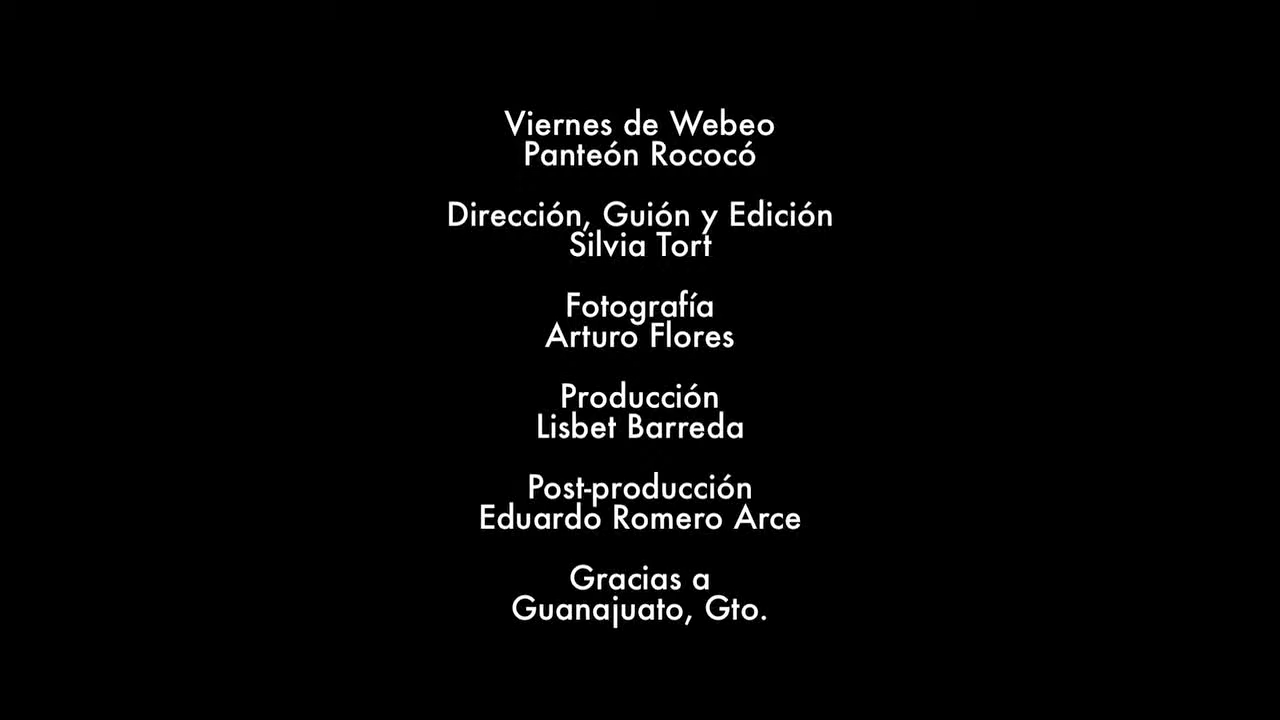 Viernes de Webeo
Panteón Rococó
Dirección, Guión y Edición
Silvia Tort
Fotografía
Arturo Flores
Producción
Lisbet Barreda
Post-producción
Eduardo Romero Arce
Gracias a
Guanajuato, Gto.